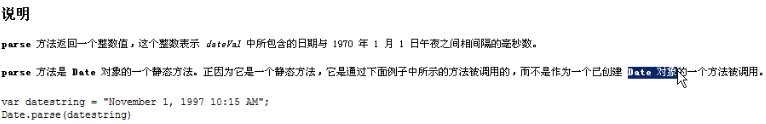 说明
parse 方法返回一个整数值，这个整数表示 dateVal 中所包含的日期与 1970 年 1 月 1 日午夜之间相间隔的毫秒数。
parse 方法是 Date 对象的一个静态方法。正因为它是一个静态方法，它是通过下面例子中所示的方法被调用的，而不是作为一个已创建 Date 对象的一个方法被调用。
var datestring = "November 1, 1997 10:15 AM";
Date.parse(datestring)